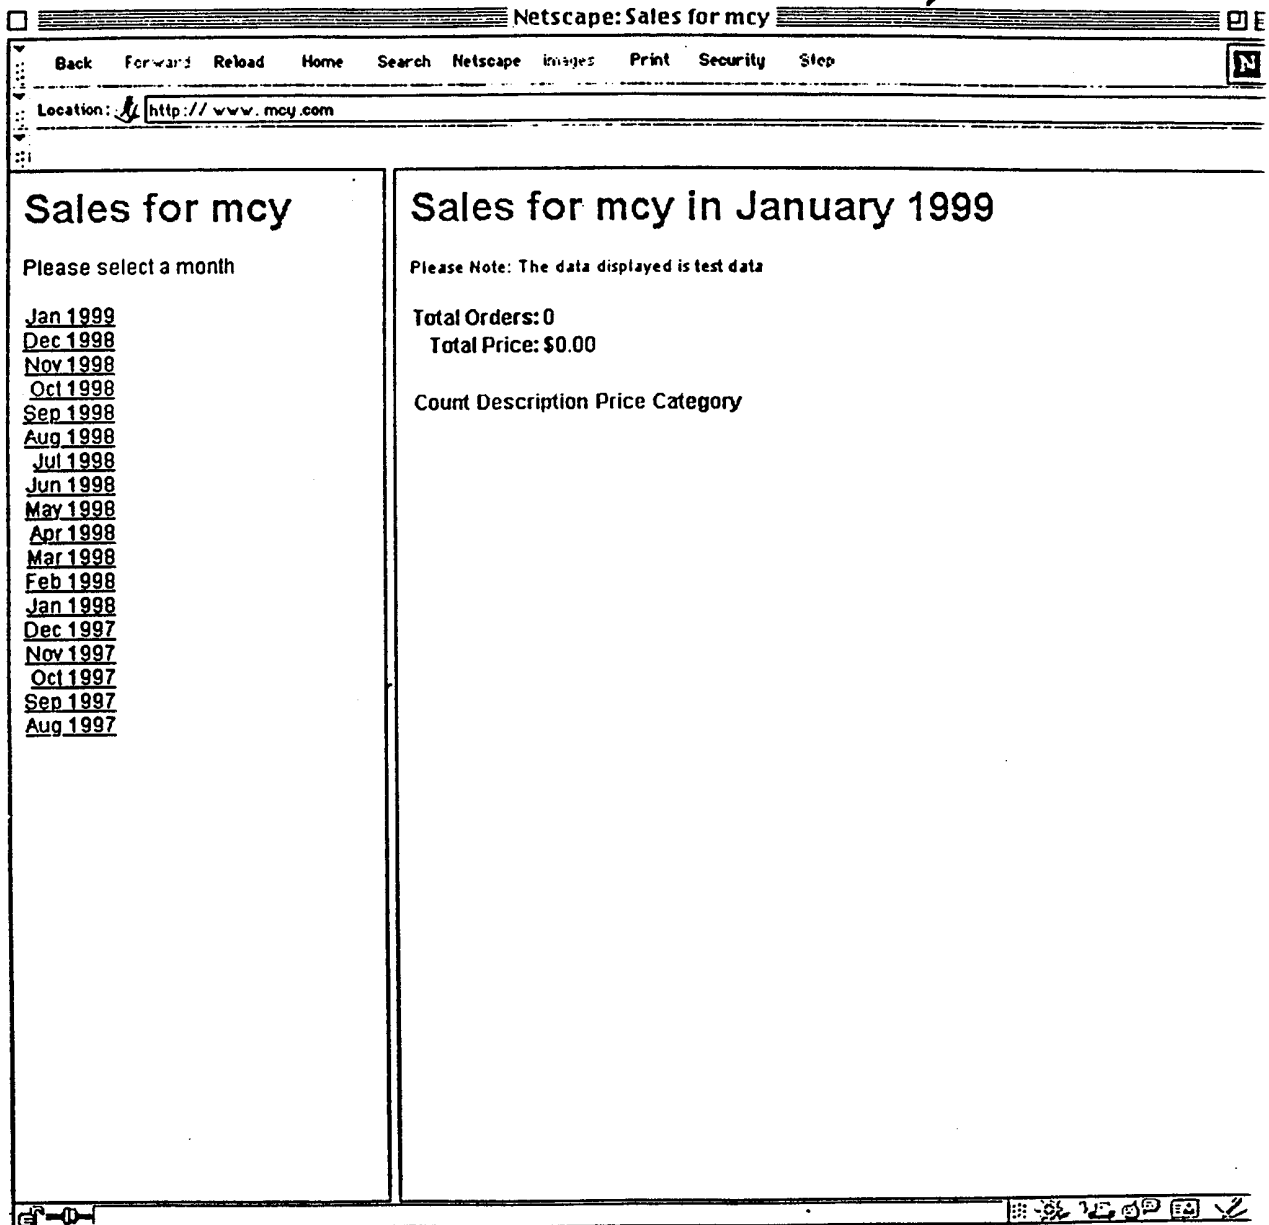 Netscape: Sales for mcy
Back Forward Reload Home Search Netscape Images Print Security Stop
Location: http://www.mcy.com
N
Sales for mcy
Please select a month
Jan 1999
Dec 1998
Nov 1998
Oct 1998
Sep 1998
Aug 1998
Jul 1998
Jun 1998
May 1998
Apr 1998
Mar 1998
Feb 1998
Jan 1998
Dec 1997
Nov 1997
Oct 1997
Sep 1997
Aug 1997
Sales for mcy in January 1999
Please Note: The data displayed is test data
Total Orders: 0
Total Price: $0.00
Count Description Price Category